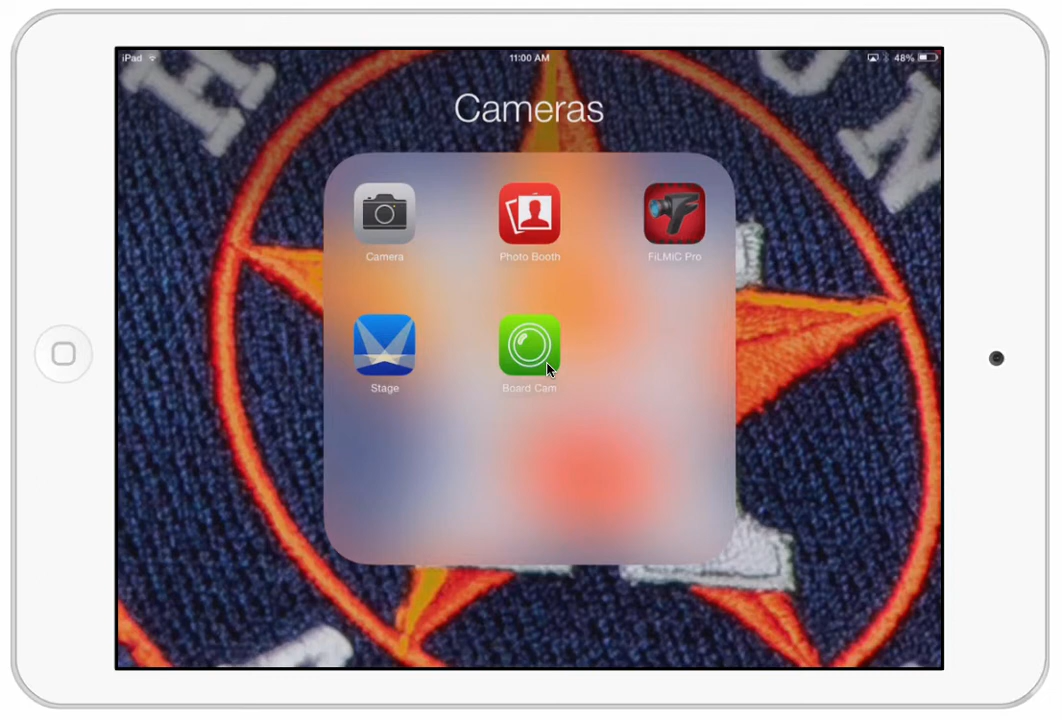 iPad
11:00 AM
48%
Cameras
Camera
Photo Booth
FiLMiC Pro
Stage
Board Cam
H
U
N